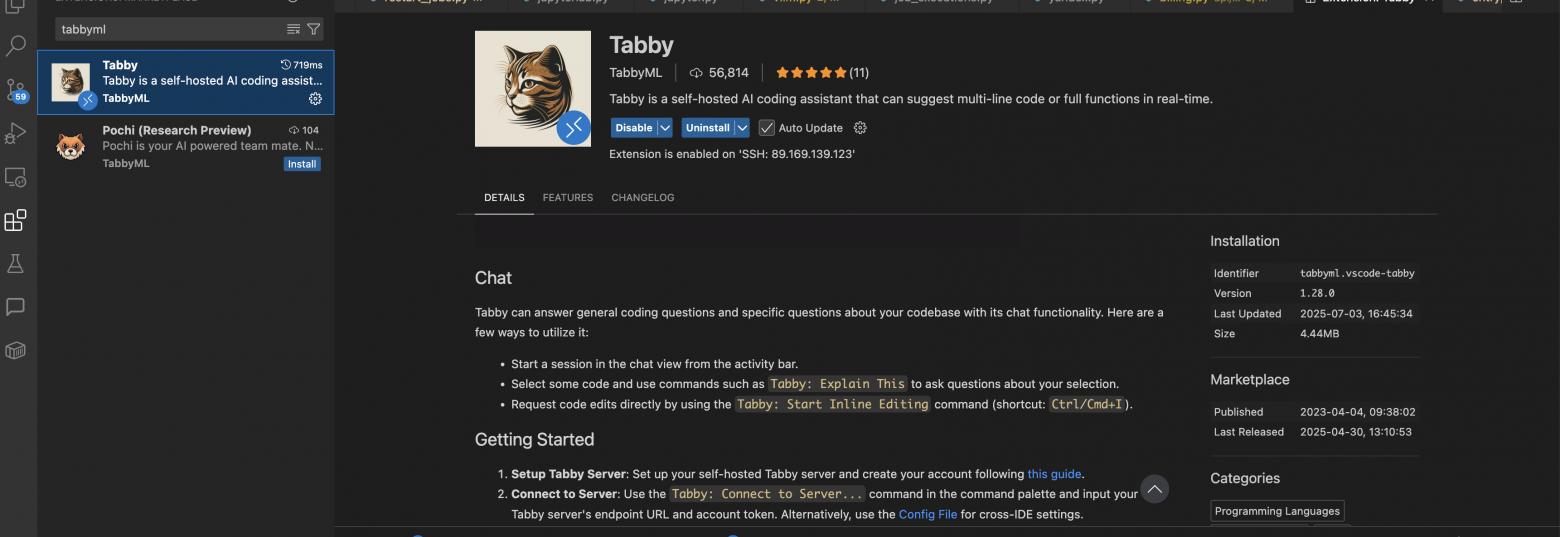 tabbyml
59
Tabby
719ms
Tabby is a self-hosted AI coding assist...
TabbyML
Pochi (Research Preview)
104
Pochi is your AI powered team mate. N...
TabbyML
Install
Tabby
TabbyML
56,814
(11)
Tabby is a self-hosted AI coding assistant that can suggest multi-line code or full functions in real-time.
Disable
Uninstall
Auto Update
Extension is enabled on 'SSH: 89.169.139.123'
DETAILS
FEATURES
CHANGELOG
Chat
Tabby can answer general coding questions and specific questions about your codebase with its chat functionality. Here are a
few ways to utilize it:
• Start a session in the chat view from the activity bar.
• Select some code and use commands such as Tabby: Explain This to ask questions about your selection.
• Request code edits directly by using the Tabby: Start Inline Editing command (shortcut: Ctrl/Cmd+I).
Getting Started
1. Setup Tabby Server: Set up your self-hosted Tabby server and create your account following this guide.
2. Connect to Server: Use the Tabby: Connect to Server... command in the command palette and input your
Tabby server's endpoint URL and account token. Alternatively, use the Config File for cross-IDE settings.
Installation
Identifier tabbyml.vscode-tabby
Version 1.28.0
Last Updated 2025-07-03, 16:45:34
Size 4.44MB
Marketplace
Published 2023-04-04, 09:38:02
Last Released 2025-04-30, 13:10:53
Categories
Programming Languages